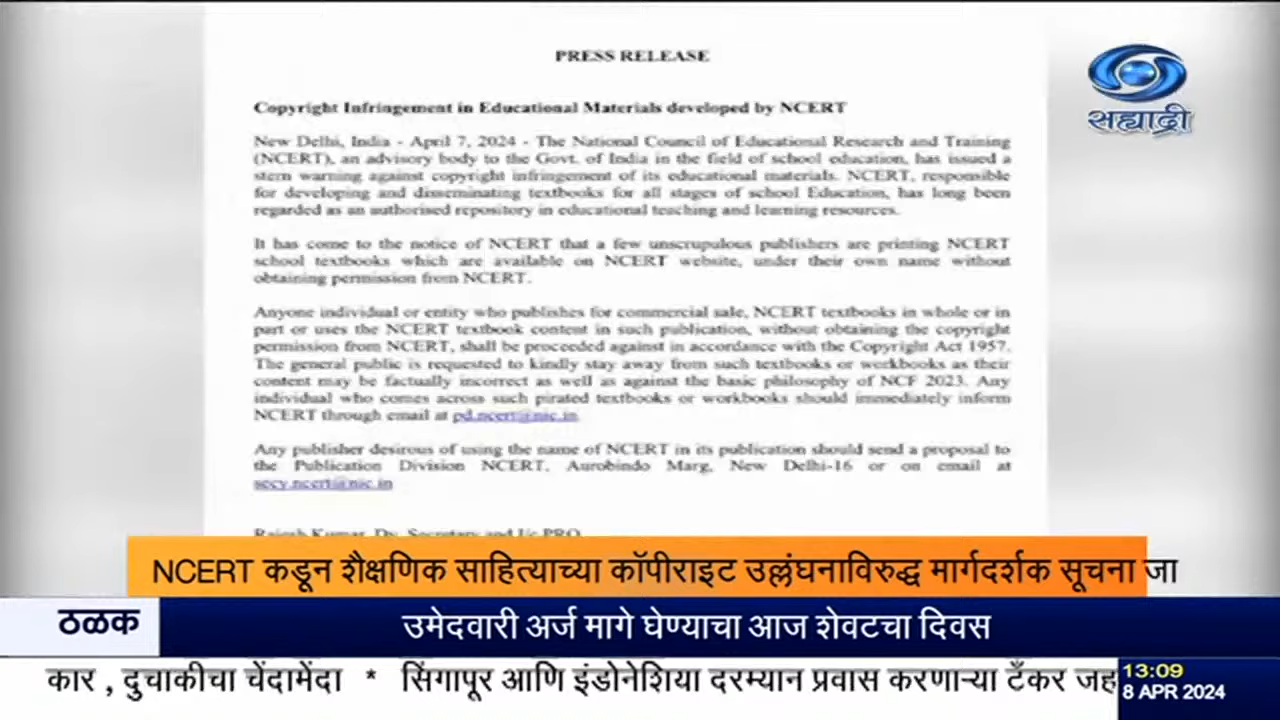 PRESS RELEASE
सह्याद्री
Copyright Infringement in Educational Materials developed by NCERT
New Delhi, India - April 7, 2024 - The National Council of Educational Research and Training
(NCERT), an advisory body to the Govt. of India in the field of school education, has issued a
stern warning against copyright infringement of its educational materials. NCERT, responsible
for developing and disseminating textbooks for all stages of school Education, has long been
regarded as an authorised repository in educational teaching and learning resources.
It has come to the notice of NCERT that a few unscrupulous publishers are printing NCERT
school textbooks which are available on NCERT website, under their own name without
obtaining permission from NCERT.
Anyone individual or entity who publishes for commercial sale, NCERT textbooks in whole or in
part or uses the NCERT textbook content in such publication, without obtaining the copyright
permission from NCERT, shall be proceeded against in accordance with the Copyright Act 1957.
The general public is requested to kindly stay away from such textbooks or workbooks as their
content may be factually incorrect as well as against the basic philosophy of NCF 2023. Any
individual who comes across such pirated textbooks or workbooks should immediately inform
NCERT through email at pd.ncert@nic.in
Any publisher desirous of using the name of NCERT in its publication should send a proposal to
the Publication Division NCERT, Aurobindo Marg, New Delhi-16 or on email at
secy.ncert@nic.in
Rajesh Kumar, Dy. Secretary and I/c PRO
NCERT कडून शैक्षणिक साहित्याच्या कॉपीराइट उल्लंघनाविरुद्ध मार्गदर्शक सूचना जा
ठळक
उमेदवारी अर्ज मागे घेण्याचा आज शेवटचा दिवस
कार , दुचाकीचा चेंदामेंदा * सिंगापूर आणि इंडोनेशिया दरम्यान प्रवास करणाऱ्या टँकर जह
13:09
8 APR 2024